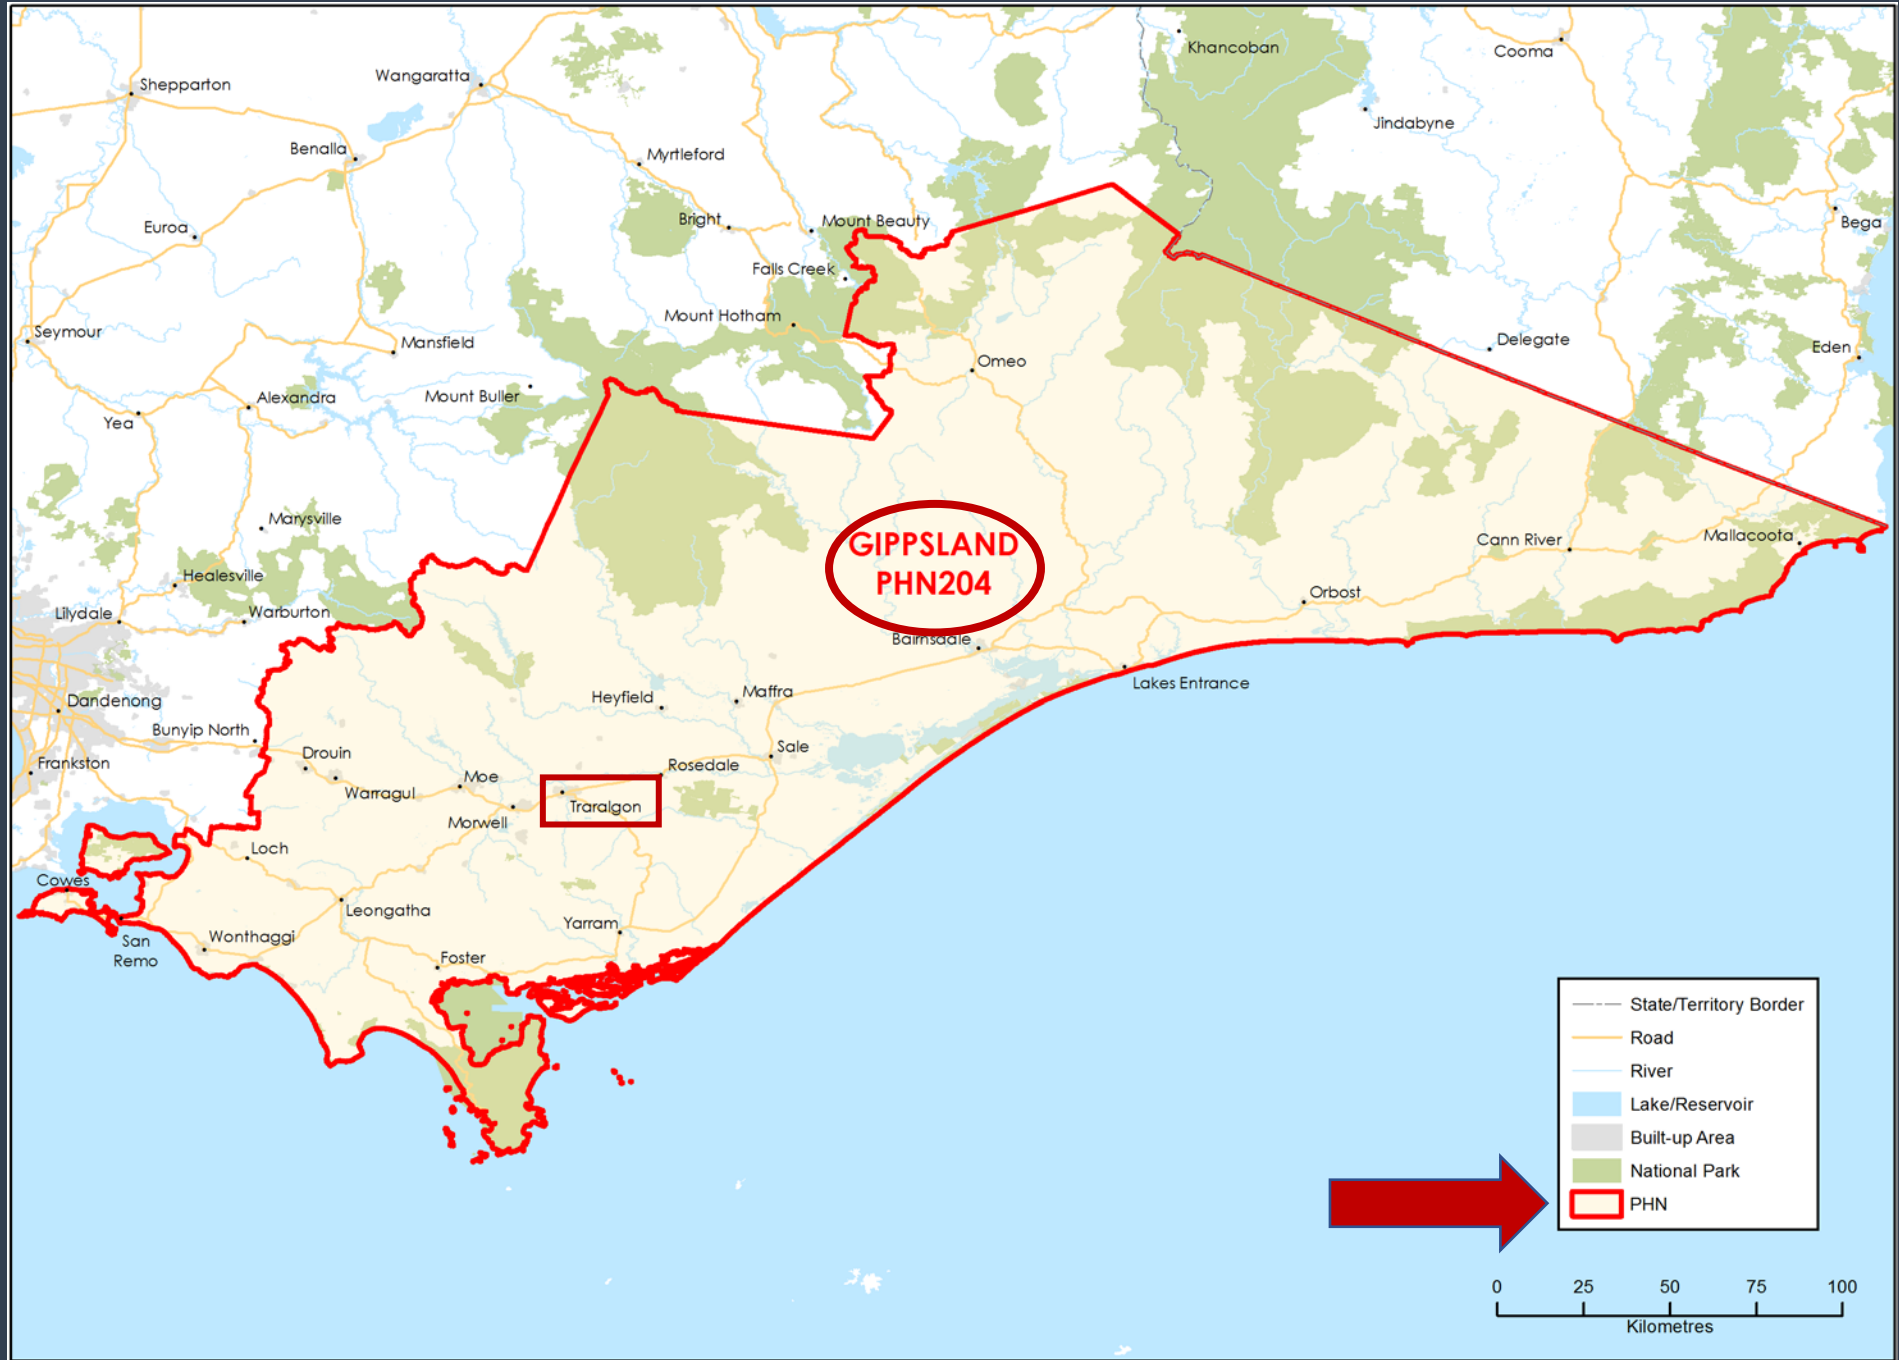 Khancoban
Cooma
Shepparton
Wangaratta
Jindabyne
Benalla
Myrtleford
Euroa
Bright
Mount Beauty
Bega
Falls Creek
Seymour
Mount Hotham
Mansfield
Delegate
Eden
Omeo
Alexandra
Mount Buller
Yea
Marysville
GIPPSLAND
PHN204
Cann River
Mallacoota
Healesville
Lilydale
Warburton
Orbost
Bairnsdale
Lakes Entrance
Dandenong
Heyfield
Maffra
Bunyip North
Drouin
Sale
Frankston
Rosedale
Moe
Warragul
Traralgon
Morwell
Loch
Cowes
Leongatha
Yarram
San
Remo
Wonthaggi
Foster
State/Territory Border
Road
River
Lake/Reservoir
Built-up Area
National Park
PHN
0 25 50 75 100
Kilometres